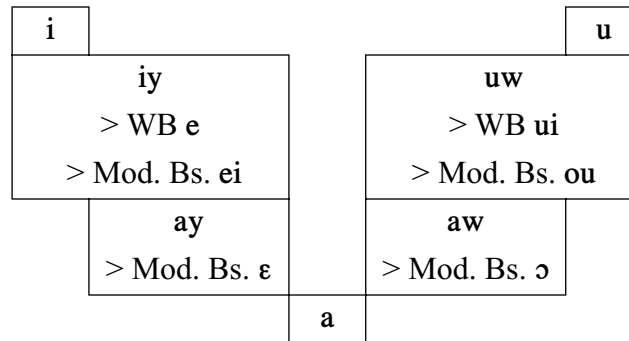 i u
iy uw
> WB e > WB ui
> Mod. Bs. ei > Mod. Bs. ou
ay aw
> Mod. Bs. ɛ > Mod. Bs. ɔ
a